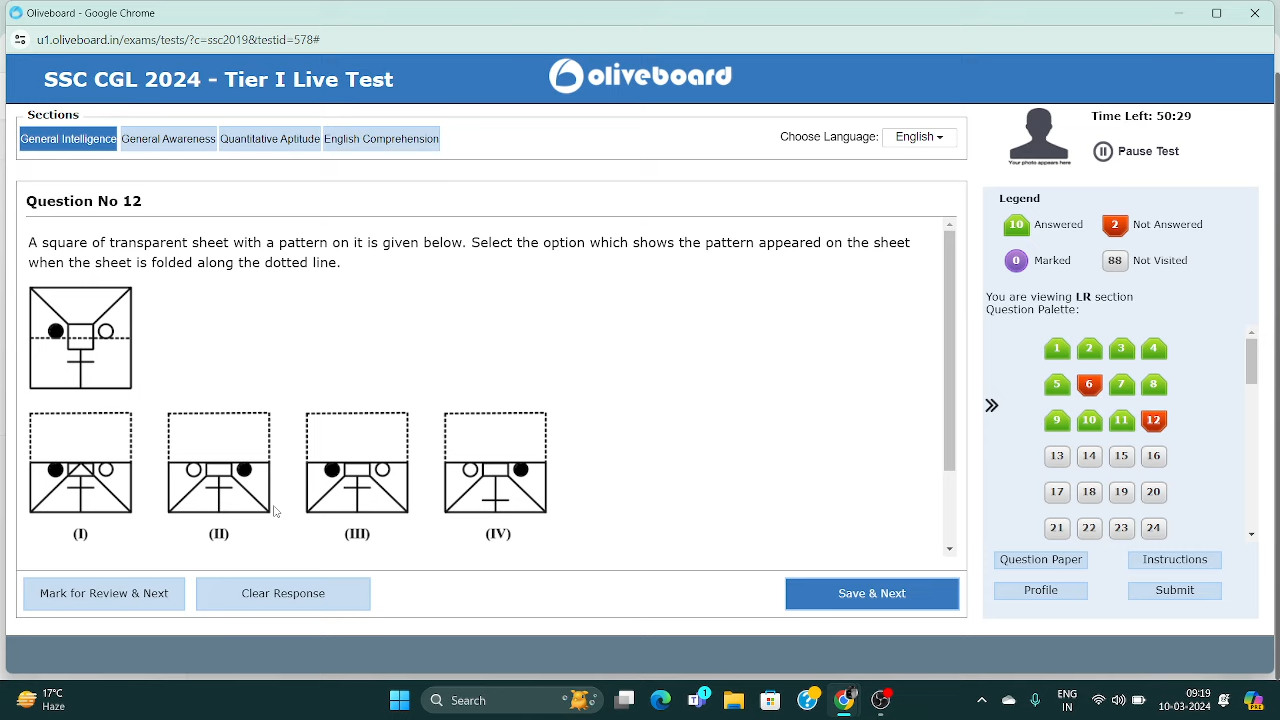 Oliveboard - Google Chrome
u1.oliveboard.in/exams/tests/?c=ssc2019&testid=578#
SSC CGL 2024 - Tier I Live Test
oliveboard
Sections
General Intelligence General Awareness Quantitative Aptitude English Comprehension
Choose Language: English
Your photo appears here
Time Left: 50:29
Pause Test
Question No 12
A square of transparent sheet with a pattern on it is given below. Select the option which shows the pattern appeared on the sheet
when the sheet is folded along the dotted line.
(I) (II) (III) (IV)
Mark for Review & Next
Clear Response
Save & Next
Legend
10 Answered 2 Not Answered
0 Marked 88 Not Visited
You are viewing LR section
Question Palette:
1 2 3 4
5 6 7 8
9 10 11 12
13 14 15 16
17 18 19 20
21 22 23 24
Question Paper Instructions
Profile Submit
17°C
Haze
Search
1
ENG
IN
09:19
10-03-2024